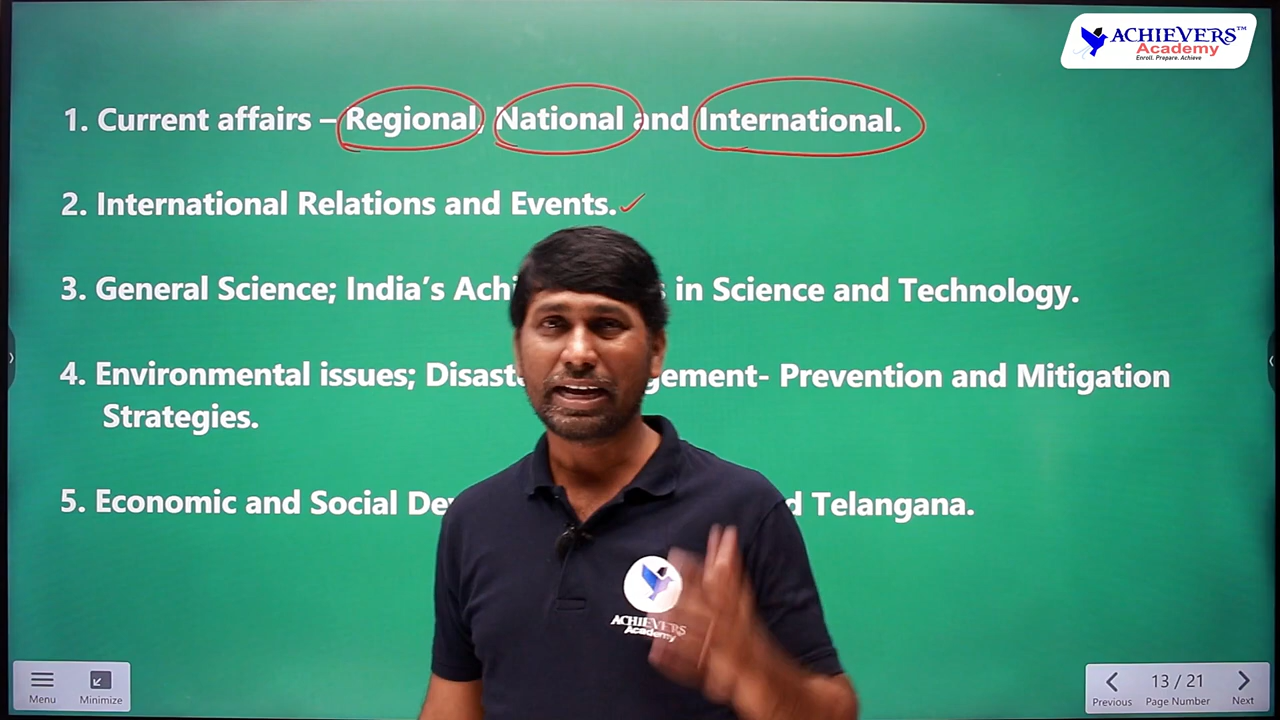 ACHIEVERS™
Academy
Enroll. Prepare. Achieve
1. Current affairs – Regional, National and International.
2. International Relations and Events.
3. General Science; India’s Achi s in Science and Technology.
4. Environmental issues; Disast gement- Prevention and Mitigation
Strategies.
5. Economic and Social De d Telangana.
ACHIEVERS
Academy
Menu
Minimize
13 / 21
Previous Page Number Next